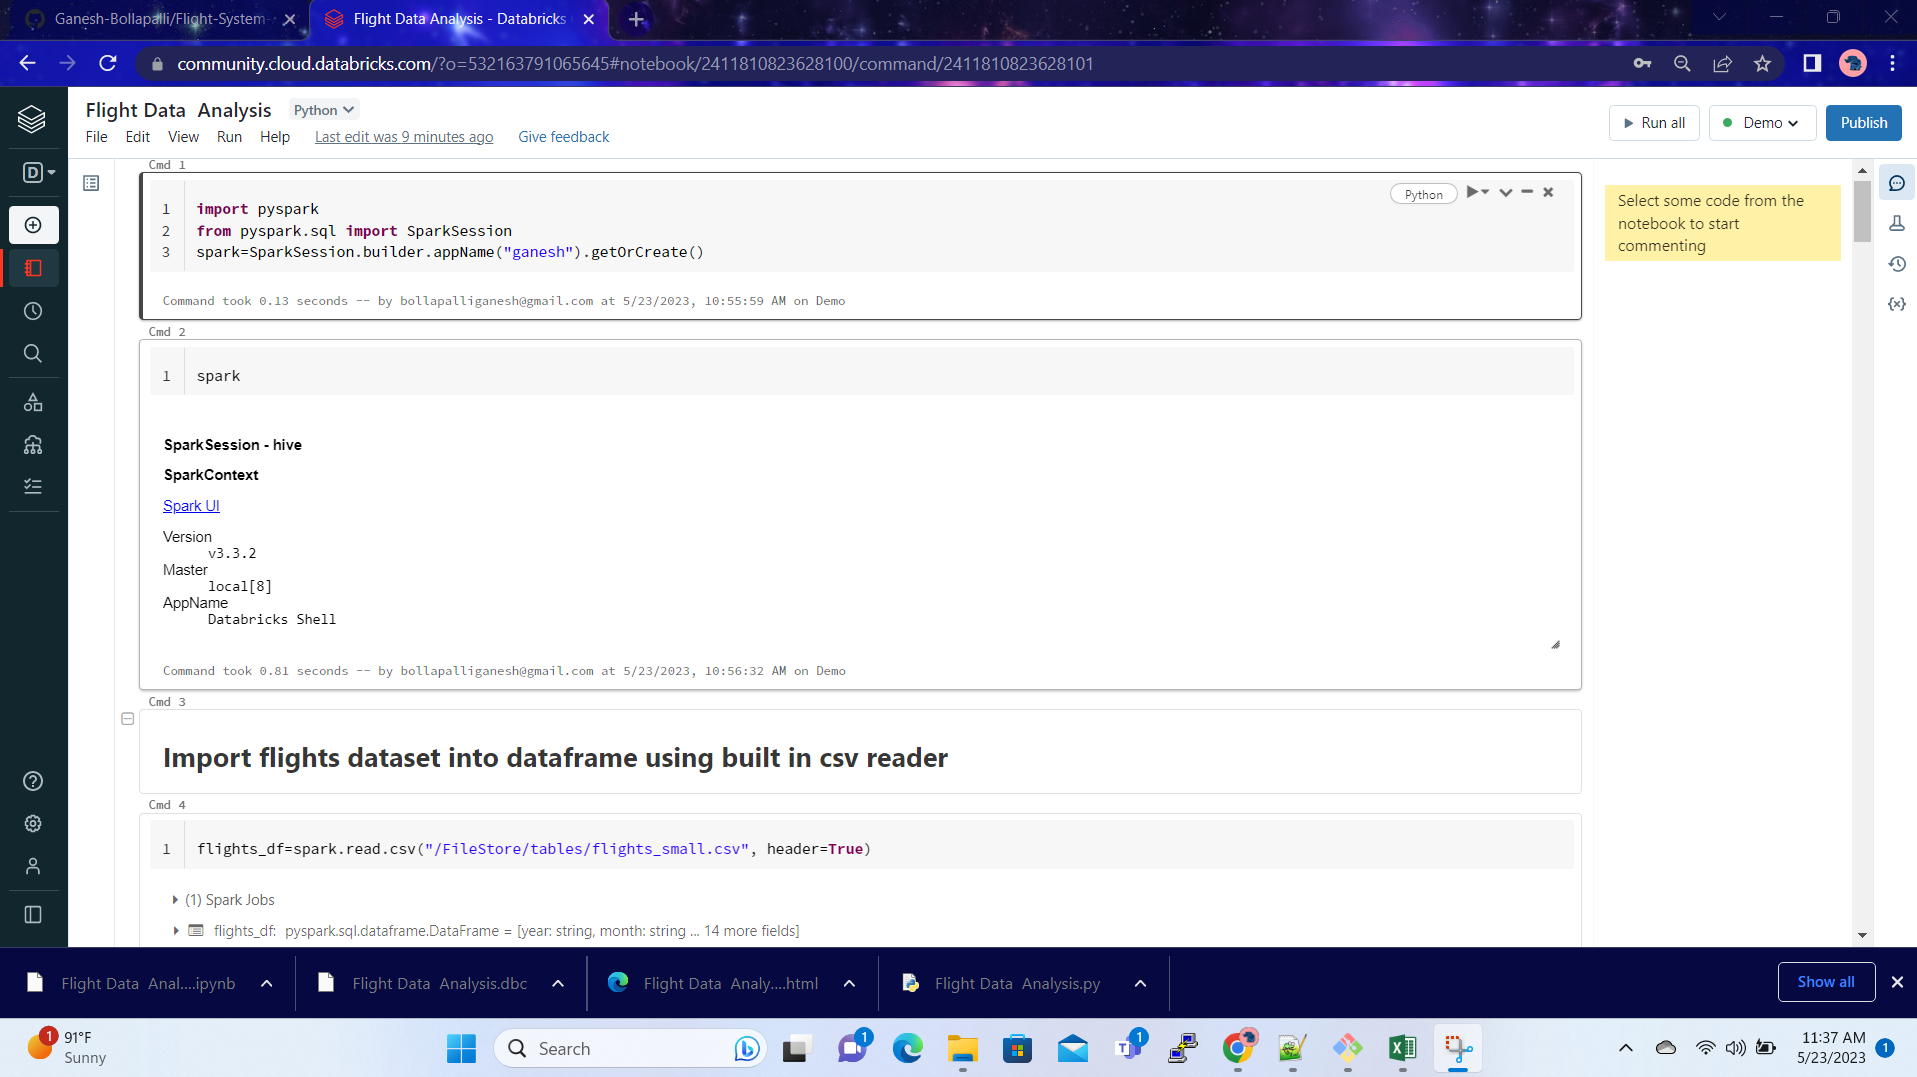 Ganesh-Bollapalli/Flight-System-
Flight Data Analysis - Databricks
community.cloud.databricks.com/?o=532163791065645#notebook/2411810823628100/command/2411810823628101
Flight Data Analysis
Python
File Edit View Run Help Last edit was 9 minutes ago Give feedback
Run all
Demo
Publish
D
Cmd 1
Python
1 import pyspark
2 from pyspark.sql import SparkSession
3 spark=SparkSession.builder.appName("ganesh").getOrCreate()
Command took 0.13 seconds -- by bollapalliganesh@gmail.com at 5/23/2023, 10:55:59 AM on Demo
Select some code from the
notebook to start
commenting
Cmd 2
1 spark
SparkSession - hive
SparkContext
Spark UI
Version
v3.3.2
Master
local[8]
AppName
Databricks Shell
Command took 0.81 seconds -- by bollapalliganesh@gmail.com at 5/23/2023, 10:56:32 AM on Demo
Cmd 3
Import flights dataset into dataframe using built in csv reader
Cmd 4
1 flights_df=spark.read.csv("/FileStore/tables/flights_small.csv", header=True)
(1) Spark Jobs
flights_df: pyspark.sql.dataframe.DataFrame = [year: string, month: string ... 14 more fields]
Flight Data Anal....ipynb
Flight Data Analysis.dbc
Flight Data Analy....html
Flight Data Analysis.py
Show all
1
91°F
Sunny
Search
1
1
11:37 AM
5/23/2023
1